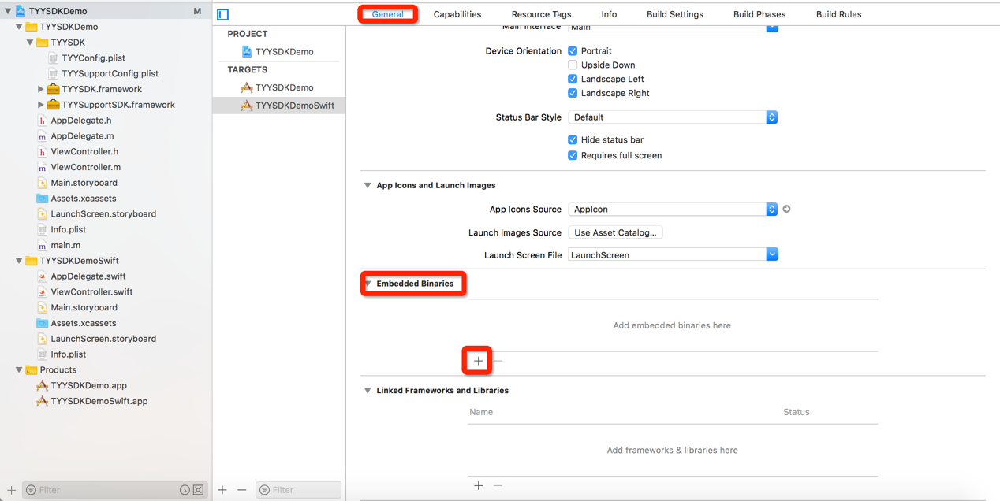 TYYSDKDemo M
TYYSDKDemo
TYYSDK
TYYConfig.plist
TYYSupportConfig.plist
TYYSDK.framework
TYYSupportSDK.framework
h AppDelegate.h
m AppDelegate.m
h ViewController.h
m ViewController.m
Main.storyboard
Assets.xcassets
LaunchScreen.storyboard
Info.plist
m main.m
TYYSDKDemoSwift
AppDelegate.swift
ViewController.swift
Main.storyboard
Assets.xcassets
LaunchScreen.storyboard
Info.plist
Products
TYYSDKDemo.app
TYYSDKDemoSwift.app
Filter
PROJECT
TYYSDKDemo
TARGETS
TYYSDKDemo
TYYSDKDemoSwift
Filter
General Capabilities Resource Tags Info Build Settings Build Phases Build Rules
Main Interface Main
Device Orientation Portrait
Upside Down
Landscape Left
Landscape Right
Status Bar Style Default
Hide status bar
Requires full screen
App Icons and Launch Images
App Icons Source AppIcon
Launch Images Source Use Asset Catalog...
Launch Screen File LaunchScreen
Embedded Binaries
Add embedded binaries here
Linked Frameworks and Libraries
Name Status
Add frameworks & libraries here